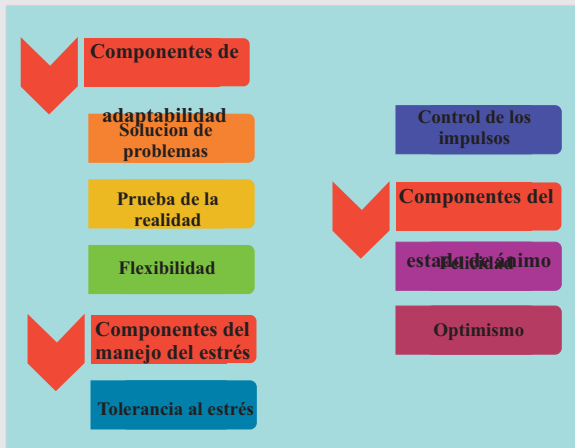 Componentes de
adaptabilidad
Solucion de
problemas
Prueba de la
realidad
Flexibilidad
Componentes del
manejo del estrés
Tolerancia al estrés
Control de los
impulsos
Componentes del
estado de ánimo
Felicidad
Optimismo